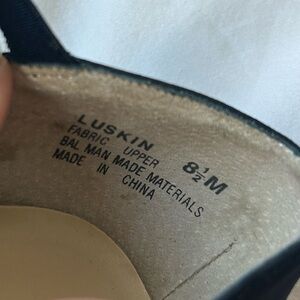 LUSKIN
FABRIC UPPER 8½M
BAL MAN MADE MATERIALS
MADE IN CHINA